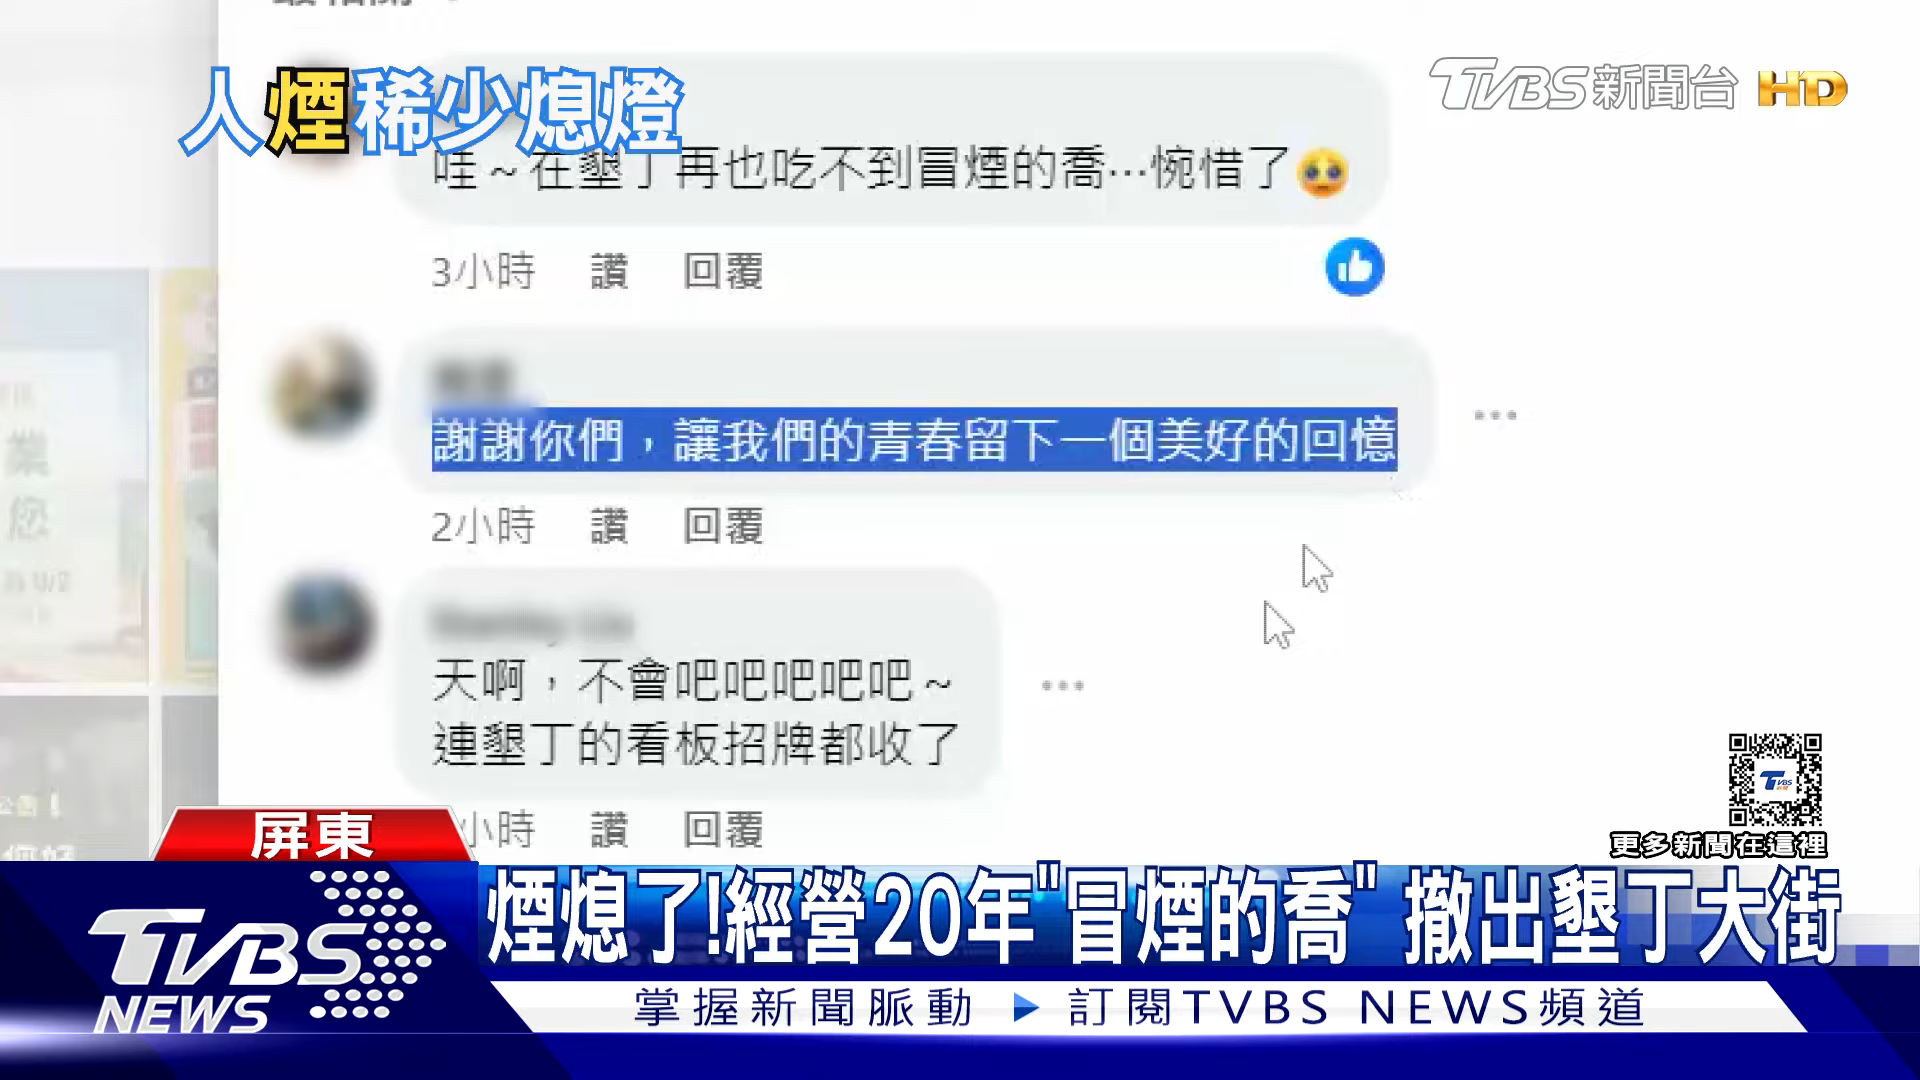 人煙稀少熄燈
TVBS新聞台 HD
哇~在墾丁再也吃不到冒煙的喬…惋惜了
3小時 讚 回覆
謝謝你們，讓我們的青春留下一個美好的回憶
2小時 讚 回覆
天啊，不會吧吧吧吧吧~
連墾丁的看板招牌都收了
小時 讚 回覆
業
您
更多新聞在這裡
屏東
煙熄了!經營20年"冒煙的喬" 撤出墾丁大街
TVBS NEWS
掌握新聞脈動 ▶ 訂閱TVBS NEWS頻道